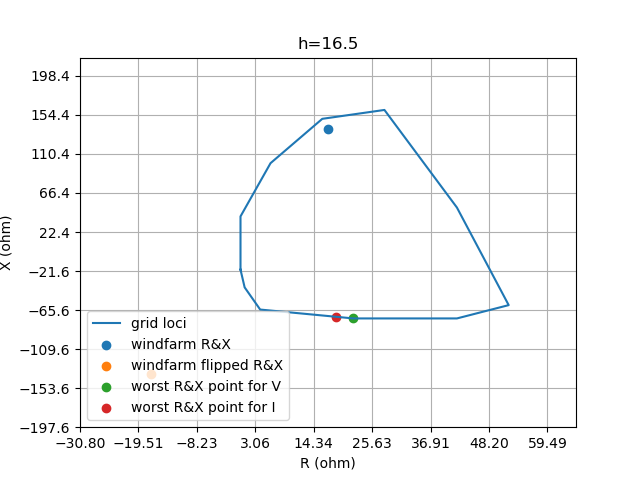 h=16.5
198.4
154.4
110.4
66.4
22.4
−21.6
−65.6
−109.6
−153.6
−197.6
X (ohm)
grid loci
windfarm R&X
windfarm flipped R&X
worst R&X point for V
worst R&X point for I
−30.80 −19.51 −8.23 3.06 14.34 25.63 36.91 48.20 59.49
R (ohm)